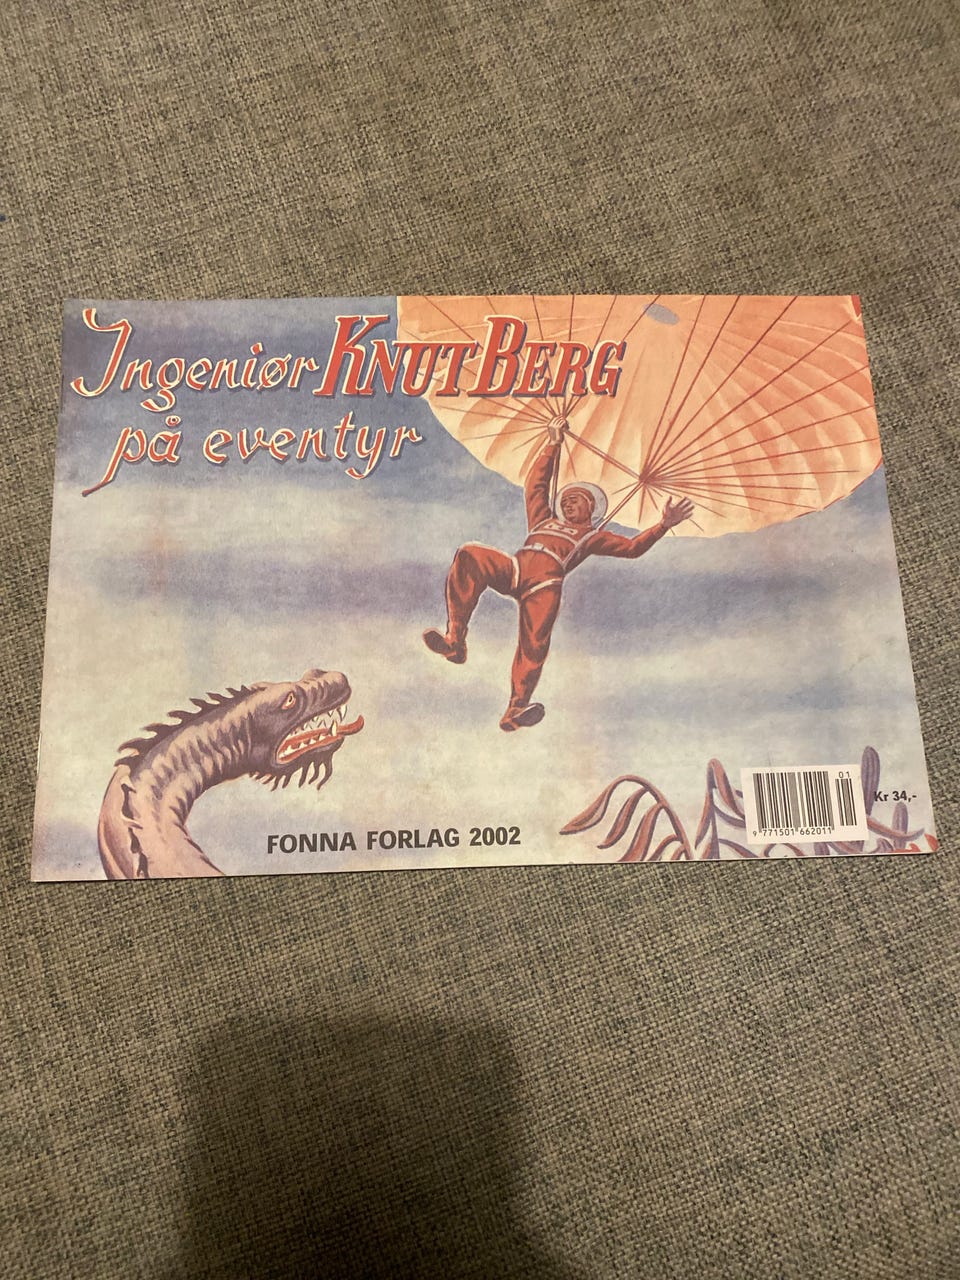 Ingeniør KNUT BERG
på eventyr
FONNA FORLAG 2002
01
9 771501 662011
Kr 34,-